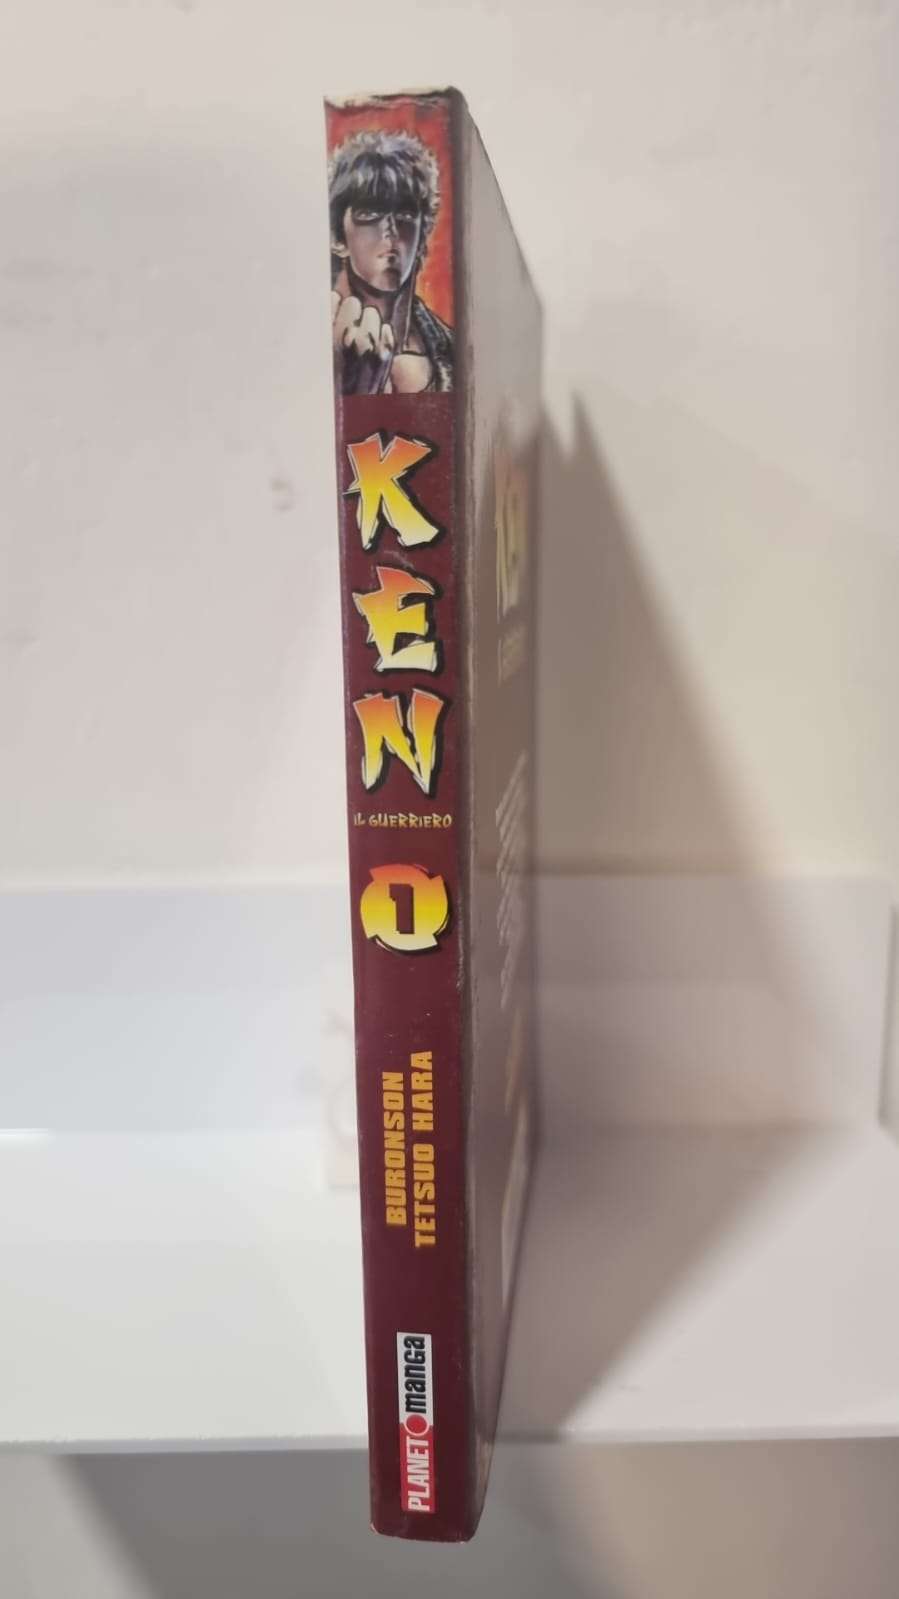 KEN
IL GUERRIERO
1
BURONSON
TETSUO HARA
PLANET manga